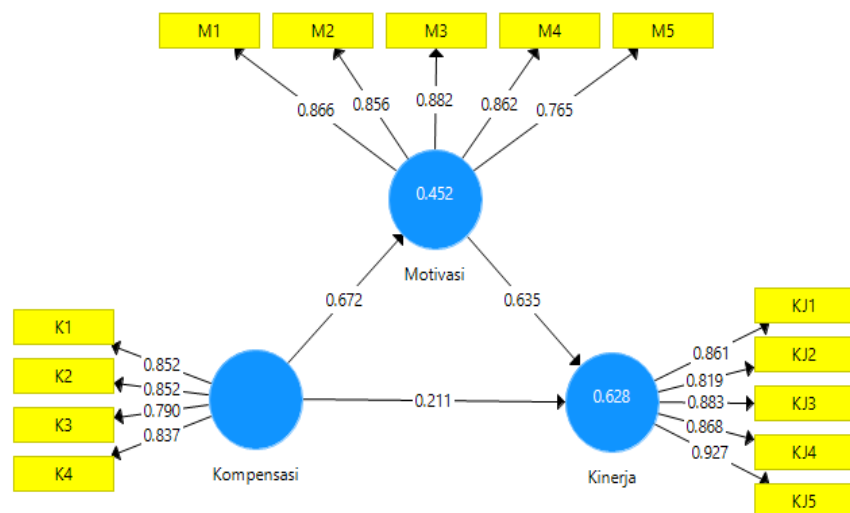 M1
M2
M3
M4
M5
0.866
0.856
0.882
0.862
0.765
0.452
Motivasi
0.672
0.635
K1
K2
K3
K4
0.852
0.852
0.790
0.837
Kompensasi
0.211
0.628
Kinerja
0.861
0.819
0.883
0.868
0.927
KJ1
KJ2
KJ3
KJ4
KJ5